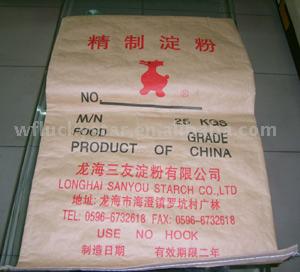 精制淀粉
®
NO.
M/N 25 KGS
FOOD GRADE
PRODUCT OF CHINA
龙海三友淀粉有限公司
LONGHAI SANYOU STARCH CO.,LTD
地址:龙海市海澄镇罗坑村广林
TEL: 0596-6732618 FAX: 0596-6732618
USE NO HOOK
制造日期 有效期限二年